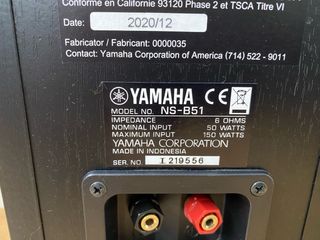 Conforme en Californie 93120 Phase 2 et TSCA Titre VI
Date: 2020/12
Fabricator / Fabricant: 0000035
Contact: Yamaha Corporation of America (714) 522 - 9011
YAMAHA CE
MODEL NO. NS-B51
IMPEDANCE 6 OHMS
NOMINAL INPUT 50 WATTS
MAXIMUM INPUT 150 WATTS
YAMAHA CORPORATION
MADE IN INDONESIA
SER. NO. I 219556